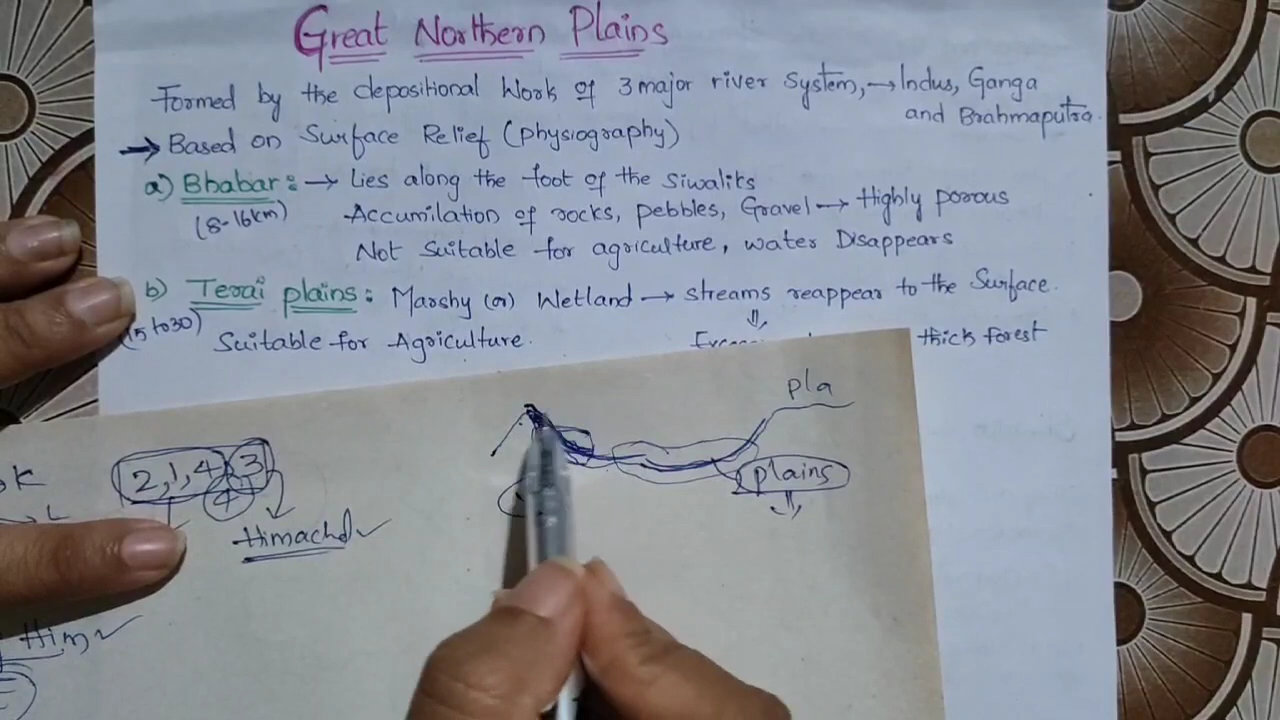 Great Northern Plains
Formed by the depositional work of 3 major river system, → Indus, Ganga
and Brahmaputra.
→ Based on Surface Relief (physiography)
a) Bhabar: → Lies along the foot of the Siwaliks
(8-16km) Accumilation of rocks, pebbles, Gravel → Highly porous
Not Suitable for agriculture, water Disappears
b) Terai plains: Marshy (or) Wetland → streams reappear to the Surface.
(15 to 30) Suitable for Agriculture. thick forest
pla
2,1,4 3
4
plains
Himachal
Him